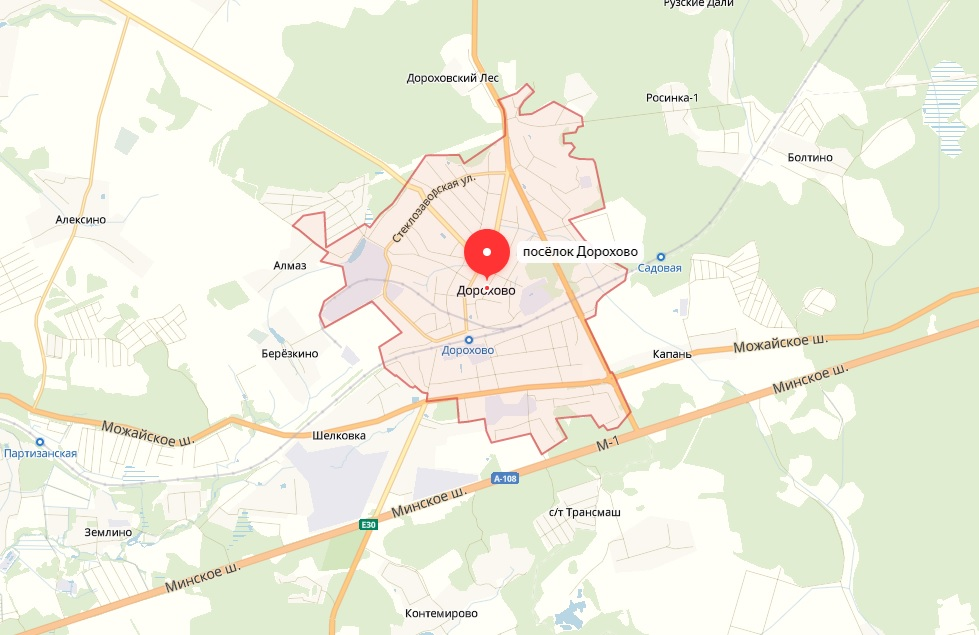 Рузские Дали
Дороховский Лес
Росинка-1
Болтино
Стеклозаводская ул.
Алексино
посёлок Дорохово
Алмаз
Садовая
Дорохово
Можайское ш.
Дорохово
Берёзкино
Капань
Минское ш.
Можайское ш.
Шелковка
М-1
Партизанская
А-108
Минское ш.
с/т Трансмаш
Е30
Землино
Минское ш.
Контемирово